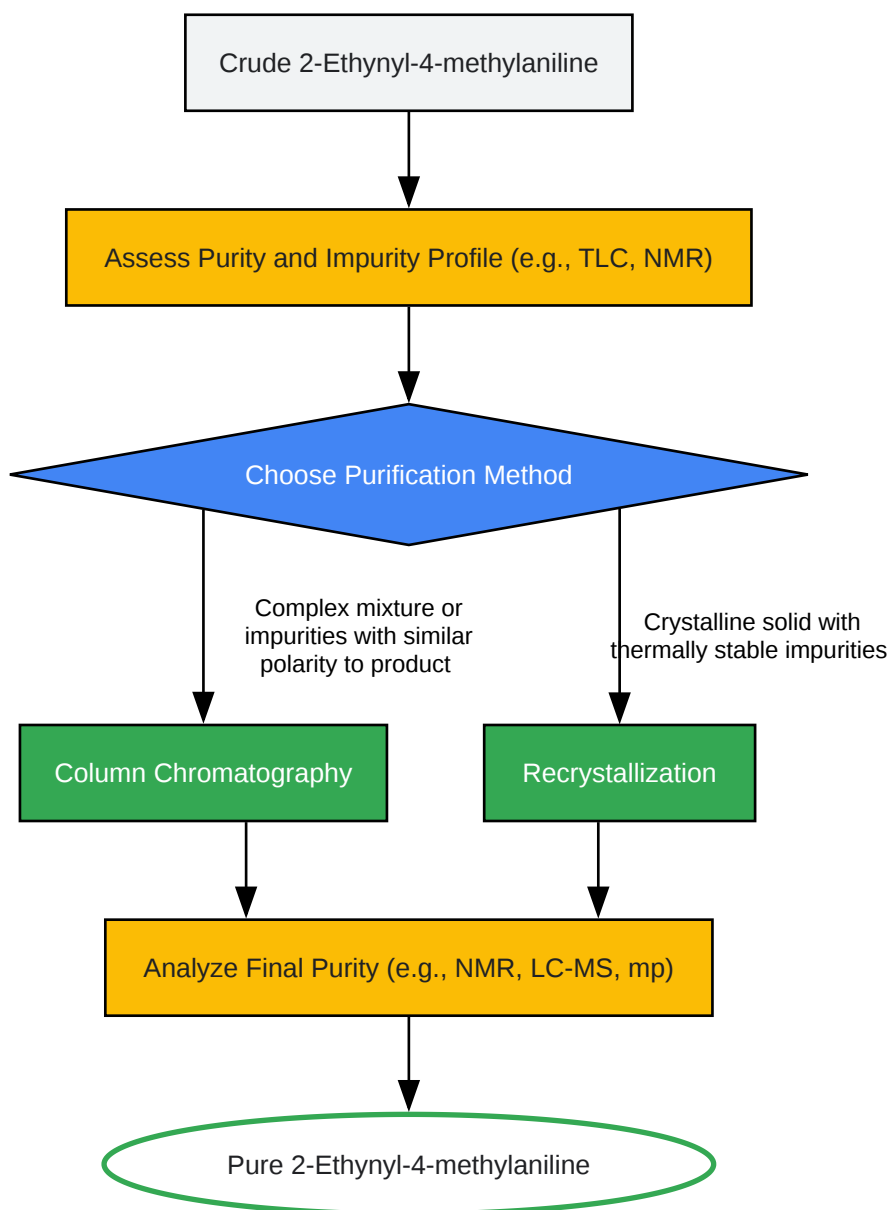 Crude 2-Ethynyl-4-methylaniline
Assess Purity and Impurity Profile (e.g., TLC, NMR)
Choose Purification Method
Complex mixture or
impurities with similar
polarity to product
Crystalline solid with
thermally stable impurities
Column Chromatography
Recrystallization
Analyze Final Purity (e.g., NMR, LC-MS, mp)
Pure 2-Ethynyl-4-methylaniline